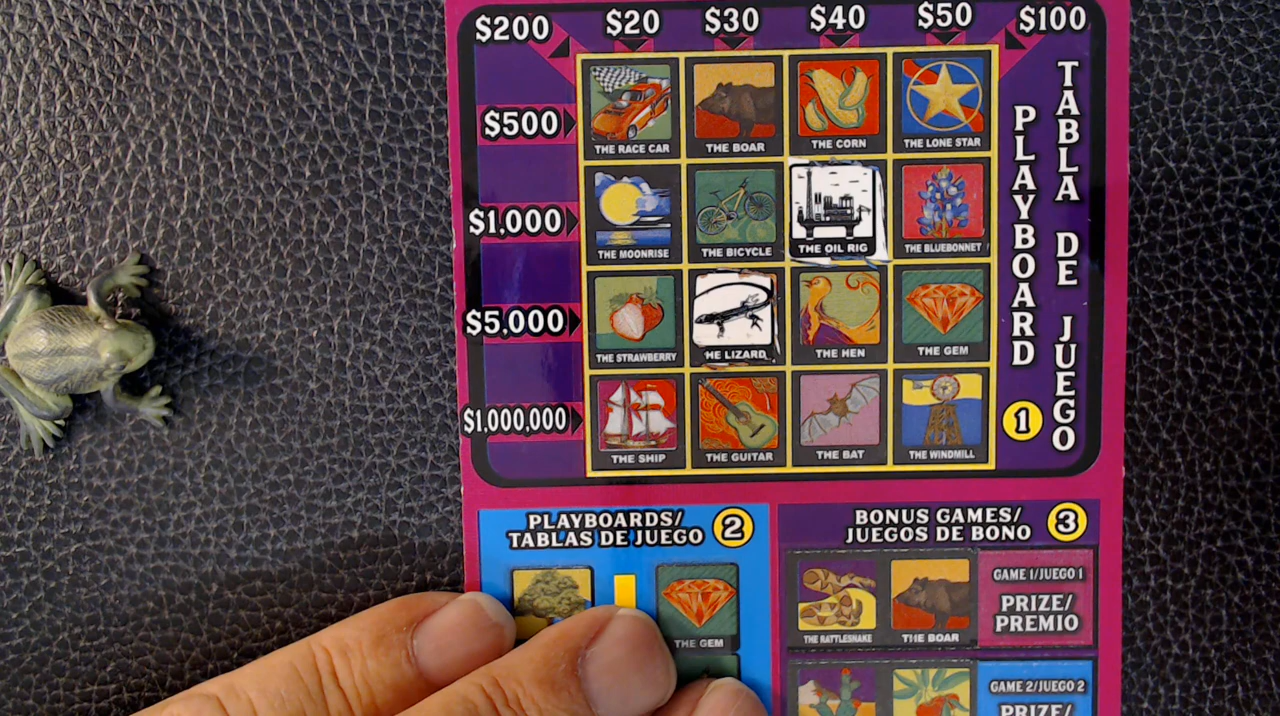 $200 $20 $30 $40 $50 $100
$500
THE RACE CAR THE BOAR THE CORN THE LONE STAR
$1,000
THE MOONRISE THE BICYCLE THE OIL RIG THE BLUEBONNET
$5,000
THE STRAWBERRY HE LIZARD THE HEN THE GEM
$1,000,000
THE SHIP THE GUITAR THE BAT THE WINDMILL
PLAYBOARD
TABLA DE JUEGO
1
PLAYBOARDS/
TABLAS DE JUEGO
2
THE GEM
BONUS GAMES/
JUEGOS DE BONO
3
THE RATTLESNAKE THE BOAR
GAME 1/JUEGO 1
PRIZE/
PREMIO
GAME 2/JUEGO 2
PRIZE/